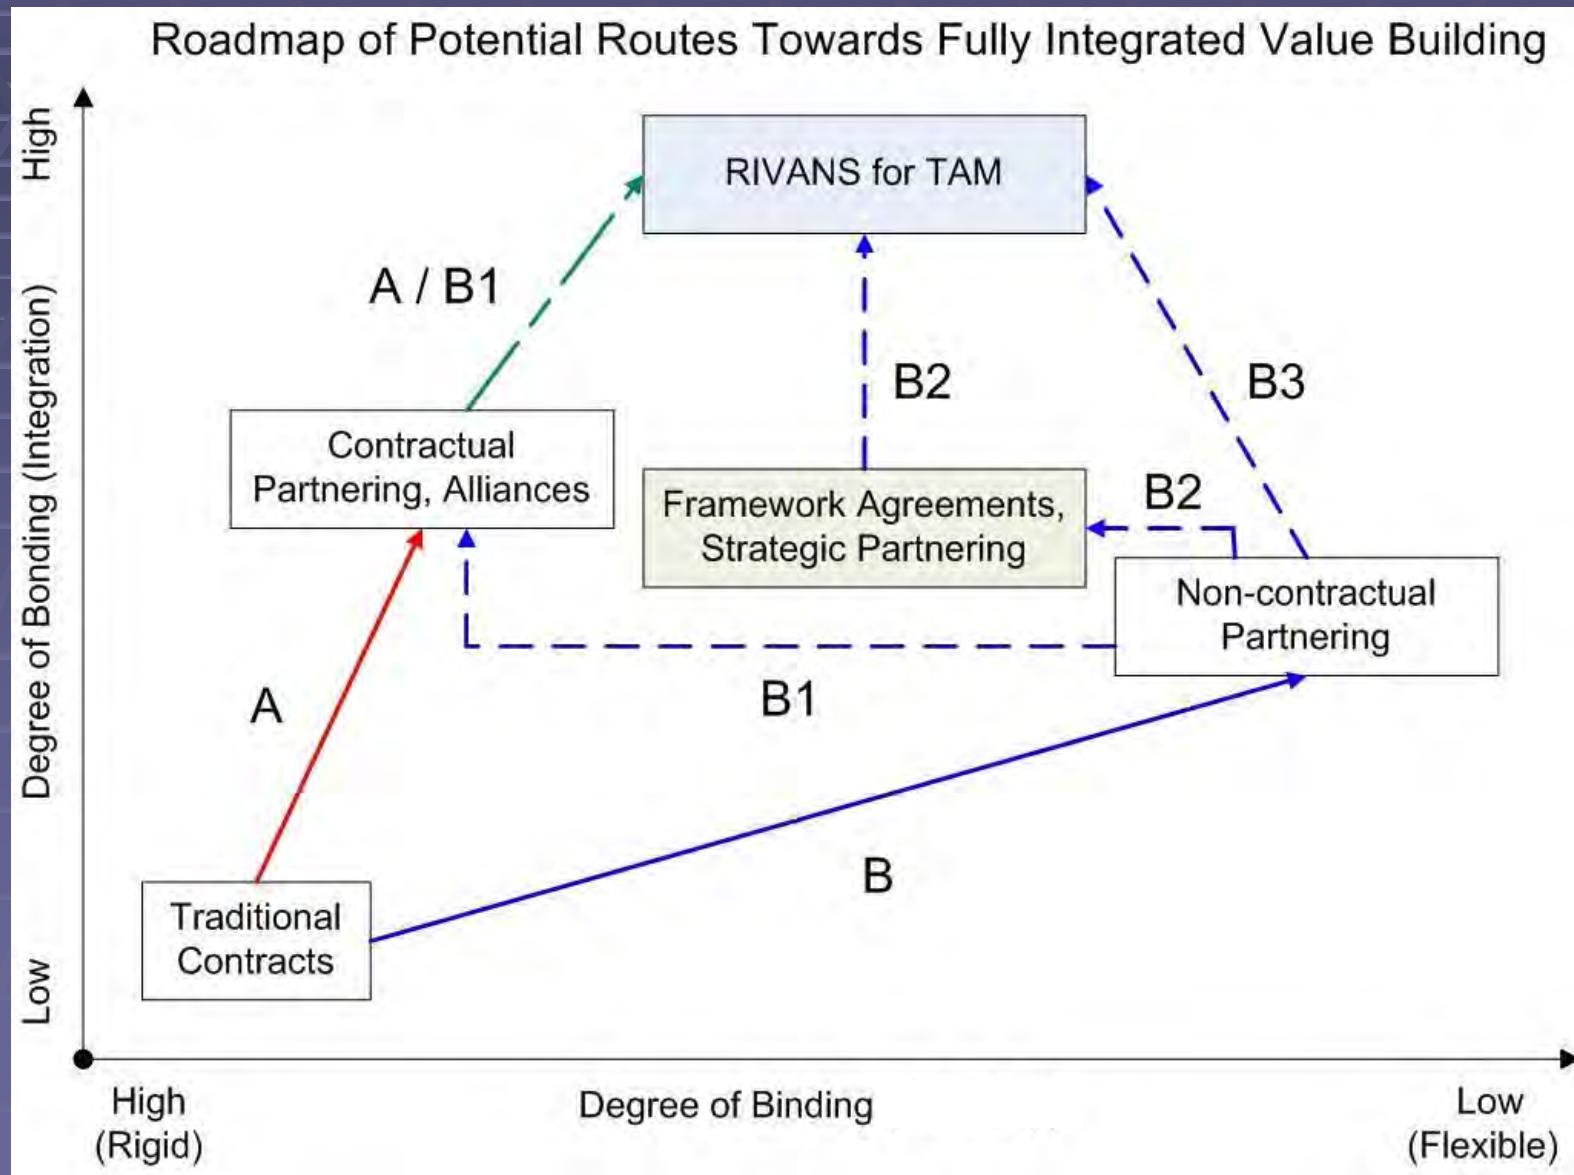 Roadmap of Potential Routes Towards Fully Integrated Value Building
High
Degree of Bonding (Integration)
Low
RIVANS for TAM
A / B1
B2
B3
Contractual
Partnering, Alliances
Framework Agreements,
Strategic Partnering
B2
Non-contractual
Partnering
A
B1
B
Traditional
Contracts
High
(Rigid)
Degree of Binding
Low
(Flexible)